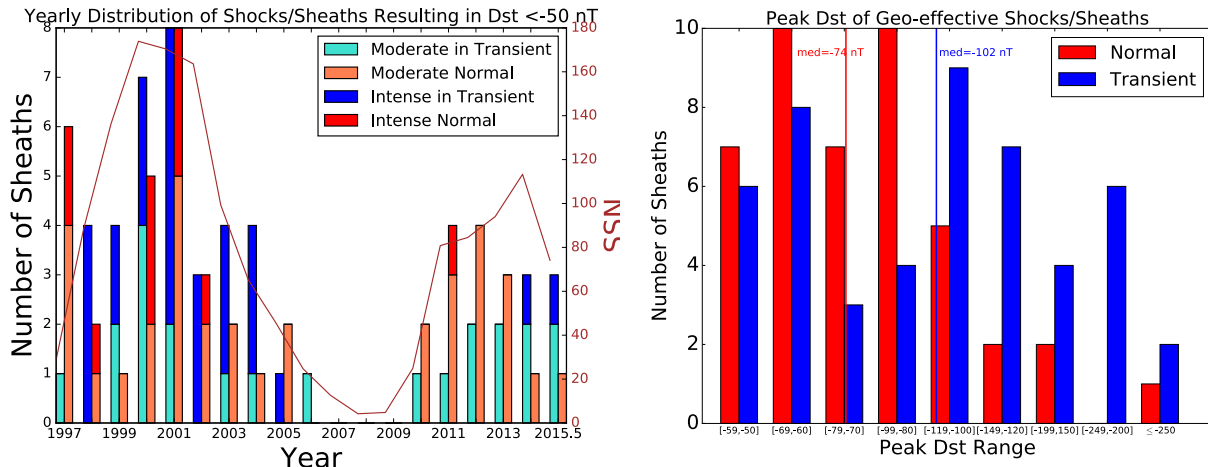 Yearly Distribution of Shocks/Sheaths Resulting in Dst <-50 nT
8
7
6
5
4
3
2
1
0
Number of Sheaths
180
160
140
120
100
80
60
40
20
0
NSS
Moderate in Transient
Moderate Normal
Intense in Transient
Intense Normal
1997 1999 2001 2003 2005 2007 2009 2011 2013 2015.5
Year
Peak Dst of Geo-effective Shocks/Sheaths
10
8
6
4
2
0
Number of Sheaths
med=-74 nT
med=-102 nT
Normal
Transient
[-59,-50] [-69,-60] [-79,-70] [-99,-80] [-119,-100] [-149,-120] [-199,150] [-249,-200] ≤ -250
Peak Dst Range